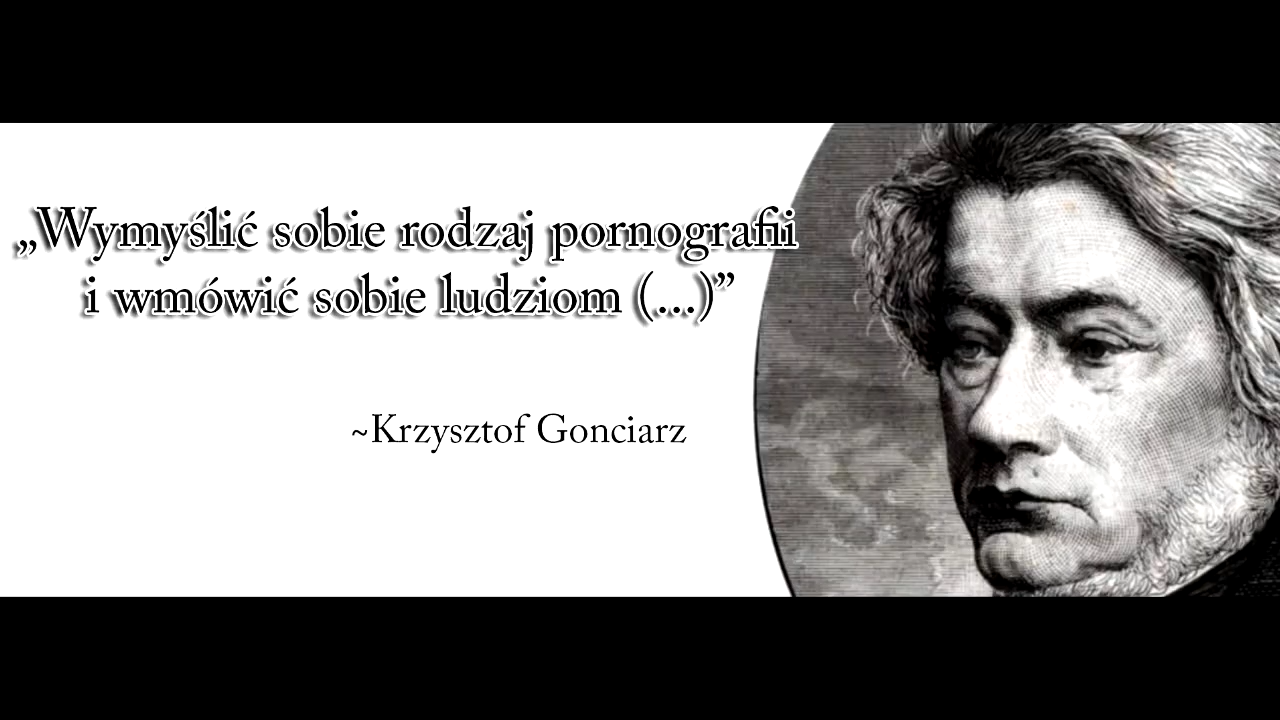 „Wymyślić sobie rodzaj pornografii
i wmówić sobie ludziom (...)”
~Krzysztof Gonciarz